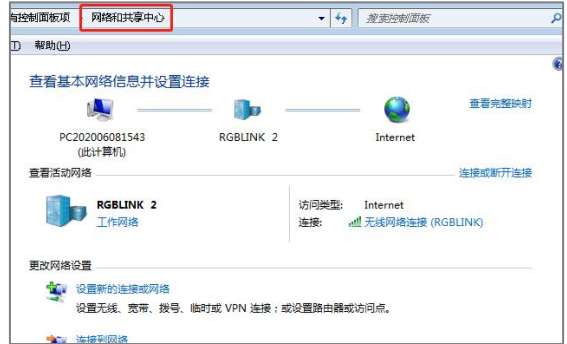 有控制面板项 网络和共享中心 搜索控制面板
(T) 帮助(H)
查看基本网络信息并设置连接
查看完整映射
PC202006081543 RGBLINK 2 Internet
(此计算机)
查看活动网络 连接或断开连接
RGBLINK 2 访问类型: Internet
工作网络 连接: 无线网络连接 (RGBLINK)
更改网络设置
设置新的连接或网络
设置无线、宽带、拨号、临时或 VPN 连接；或设置路由器或访问点。
连接到网络